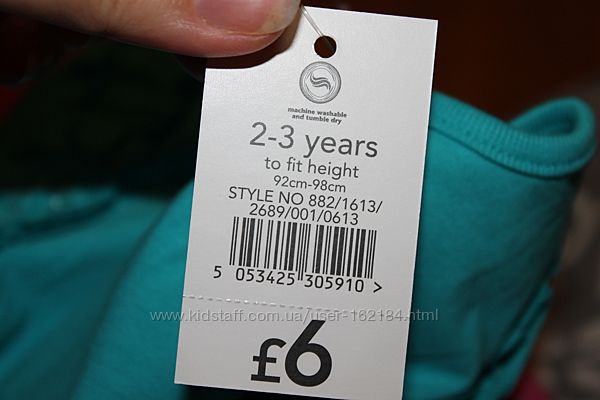 machine washable
and tumble dry
2-3 years
to fit height
92cm-98cm
STYLE NO 882/1613/
2689/001/0613
5 053425 305910 >
www.kidstaff.com.ua/user-162184.html
£6